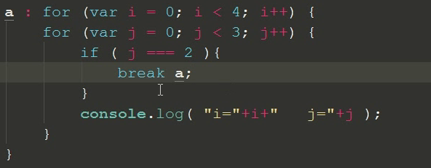 a : for (var i = 0; i < 4; i++) {
    for (var j = 0; j < 3; j++) {
        if ( j === 2 ){
            break a;
        }
        console.log( "i="+i+"   j="+j );
    }
}